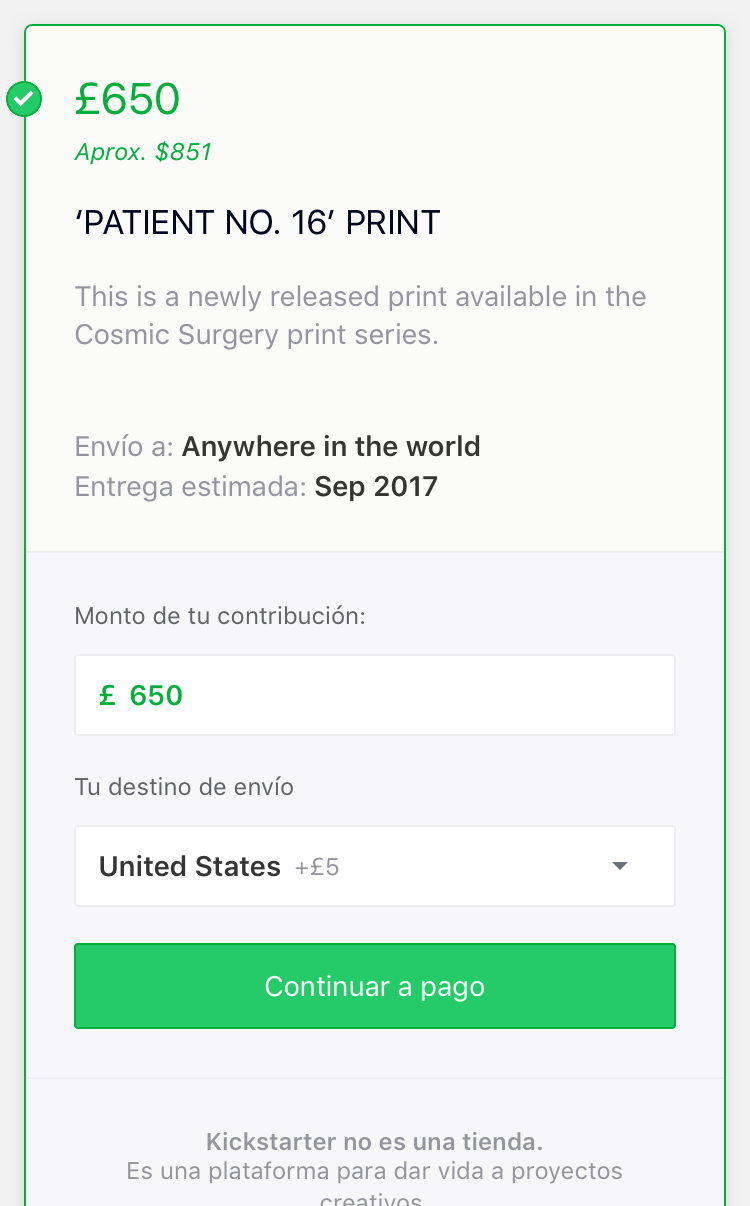 £650
Aprox. $851
‘PATIENT NO. 16’ PRINT
This is a newly released print available in the
Cosmic Surgery print series.
Envío a: Anywhere in the world
Entrega estimada: Sep 2017
Monto de tu contribución:
£ 650
Tu destino de envío
United States +£5
Continuar a pago
Kickstarter no es una tienda.
Es una plataforma para dar vida a proyectos
creativos